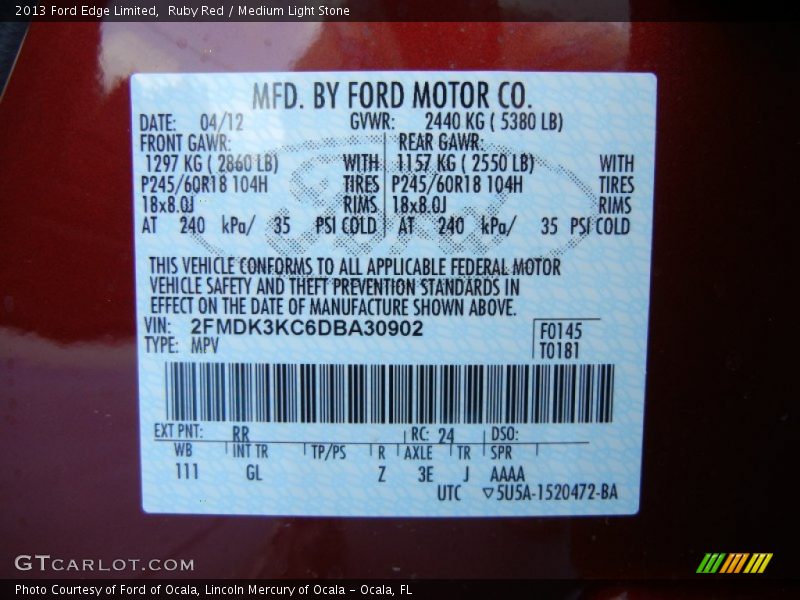 2013 Ford Edge Limited,  Ruby Red / Medium Light Stone
MFD. BY FORD MOTOR CO.
DATE: 04/12 GVWR: 2440 KG ( 5380 LB)
FRONT GAWR: REAR GAWR:
1297 KG ( 2860 LB) WITH 1157 KG ( 2550 LB) WITH
P245/60R18 104H TIRES P245/60R18 104H TIRES
18x8.0J RIMS 18x8.0J RIMS
AT 240 kPa/ 35 PSI COLD AT 240 kPa/ 35 PSI COLD
THIS VEHICLE CONFORMS TO ALL APPLICABLE FEDERAL MOTOR
VEHICLE SAFETY AND THEFT PREVENTION STANDARDS IN
EFFECT ON THE DATE OF MANUFACTURE SHOWN ABOVE.
VIN: 2FMDK3KC6DBA30902 F0145
TYPE: MPV T0181
EXT PNT: RR RC: 24 DSO:
WB INT TR TP/PS R AXLE TR SPR
111 GL Z 3E J AAAA
UTC ▽5U5A-1520472-BA
GTCARLOT.COM
Photo Courtesy of Ford of Ocala, Lincoln Mercury of Ocala - Ocala, FL